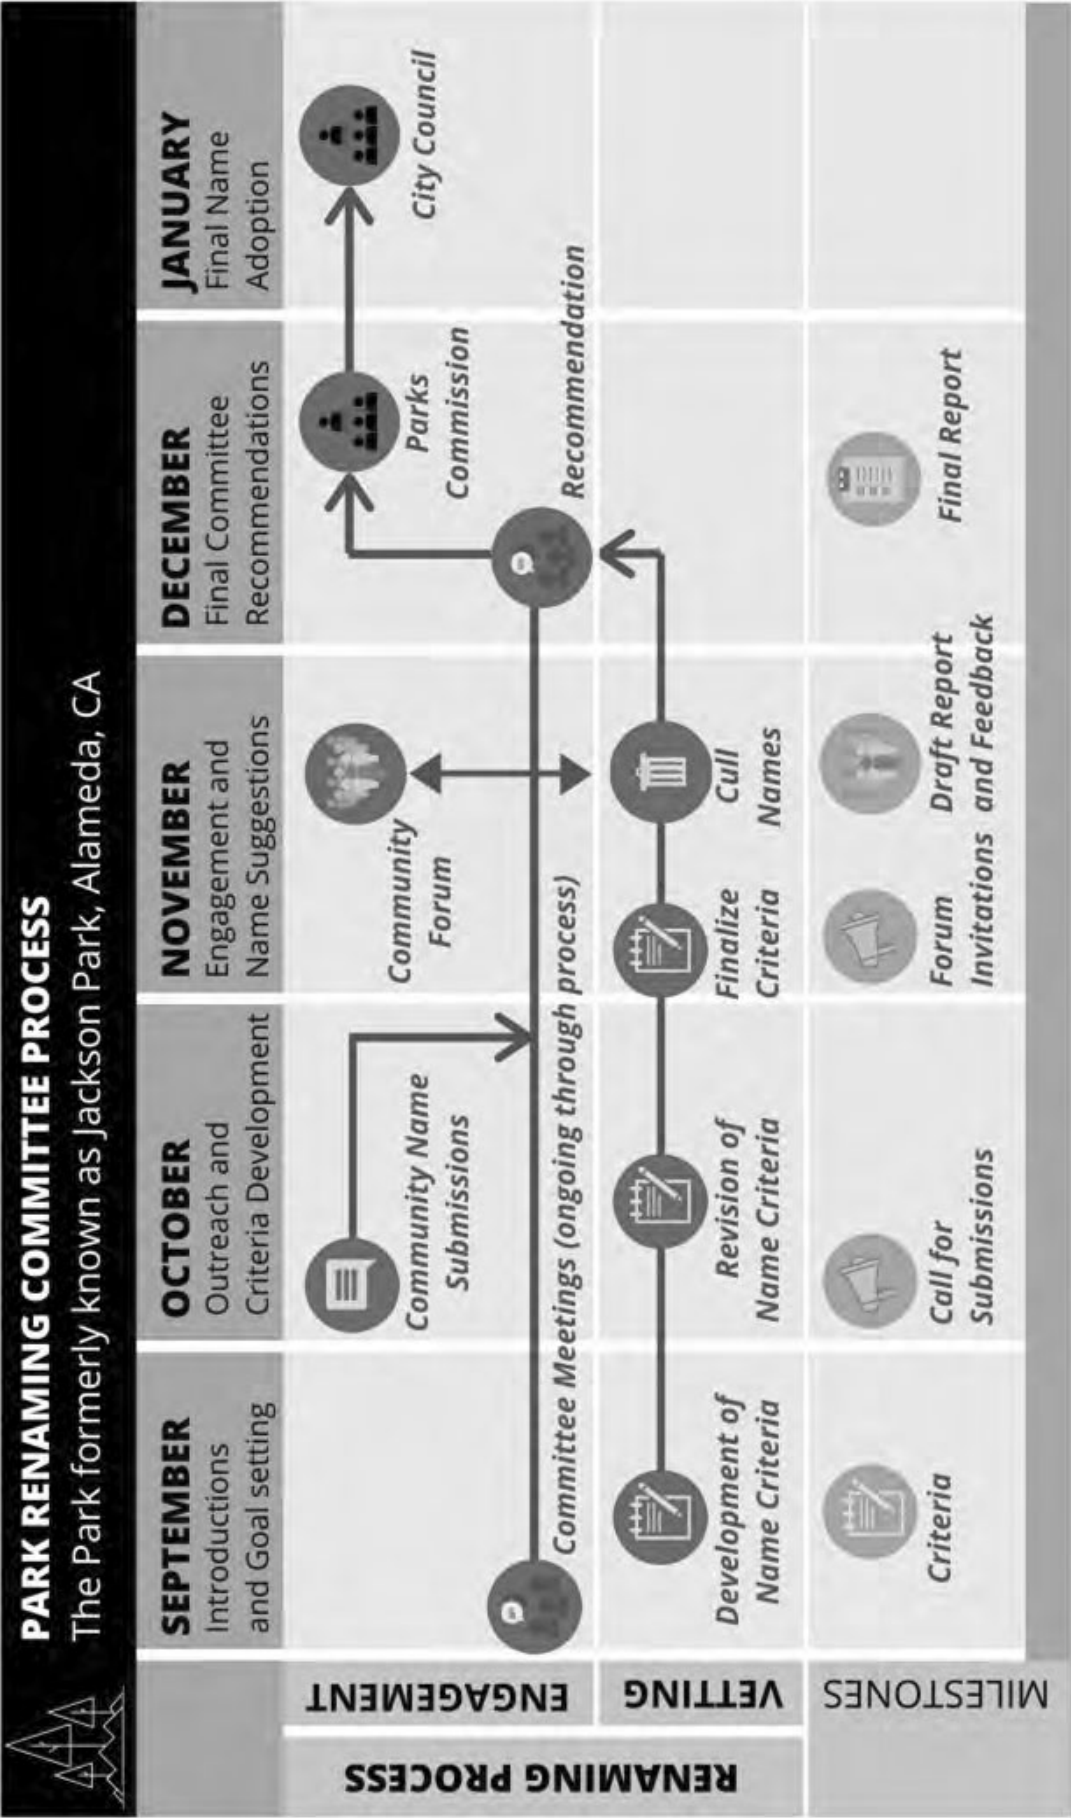 PARK RENAMING COMMITTEE PROCESS
The Park formerly known as Jackson Park, Alameda, CA
SEPTEMBER
Introductions
and Goal setting
OCTOBER
Outreach and
Criteria Development
NOVEMBER
Engagement and
Name Suggestions
DECEMBER
Final Committee
Recommendations
JANUARY
Final Name
Adoption
RENAMING PROCESS
ENGAGEMENT
Community Name
Submissions
Community
Forum
Parks
Commission
City Council
Committee Meetings (ongoing through process)
Recommendation
VETTING
Development of
Name Criteria
Revision of
Name Criteria
Finalize
Criteria
Cull
Names
MILESTONES
Criteria
Call for
Submissions
Forum
Invitations
Draft Report
and Feedback
Final Report